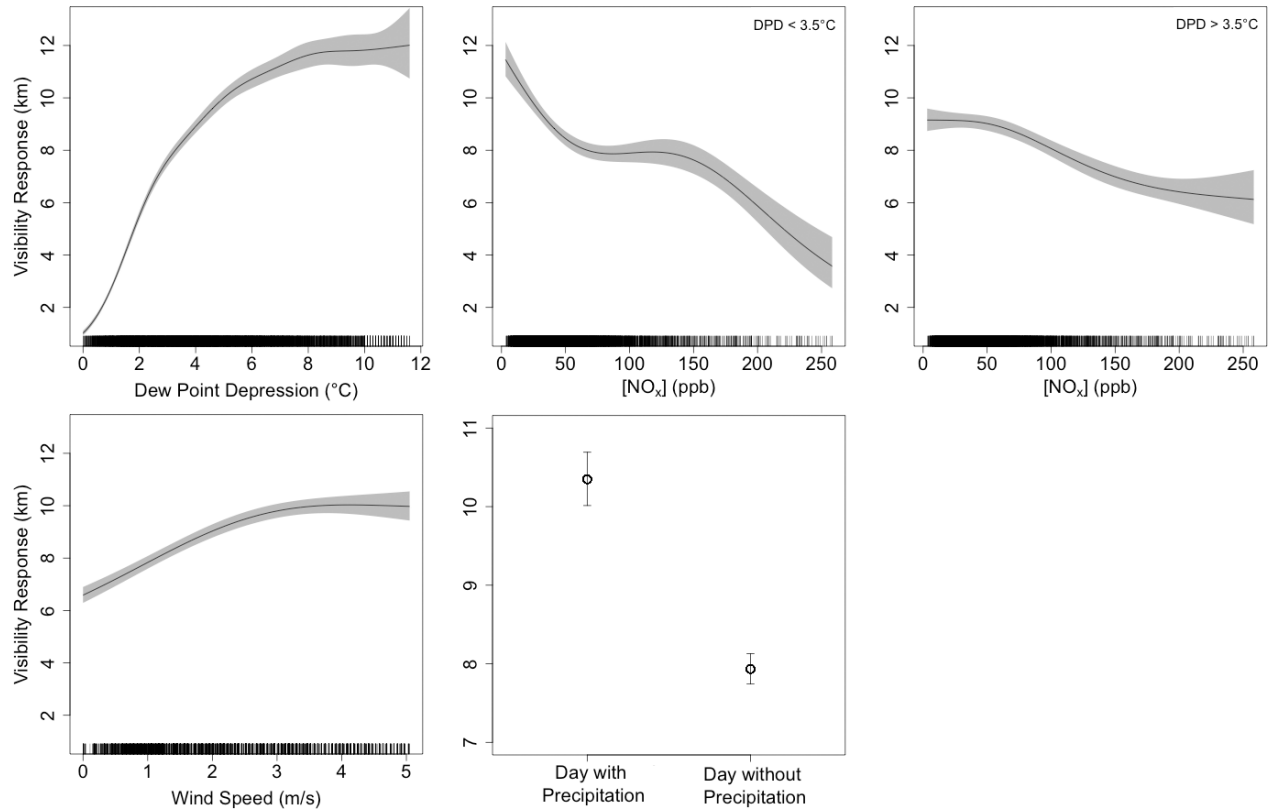 Visibility Response (km)
12
10
8
6
4
2
0 2 4 6 8 10 12
Dew Point Depression (°C)
DPD < 3.5°C
12
10
8
6
4
2
0 50 100 150 200 250
[NOx] (ppb)
DPD > 3.5°C
12
10
8
6
4
2
0 50 100 150 200 250
[NOx] (ppb)
Visibility Response (km)
12
10
8
6
4
2
0 1 2 3 4 5
Wind Speed (m/s)
11
10
9
8
7
Day with
Precipitation
Day without
Precipitation